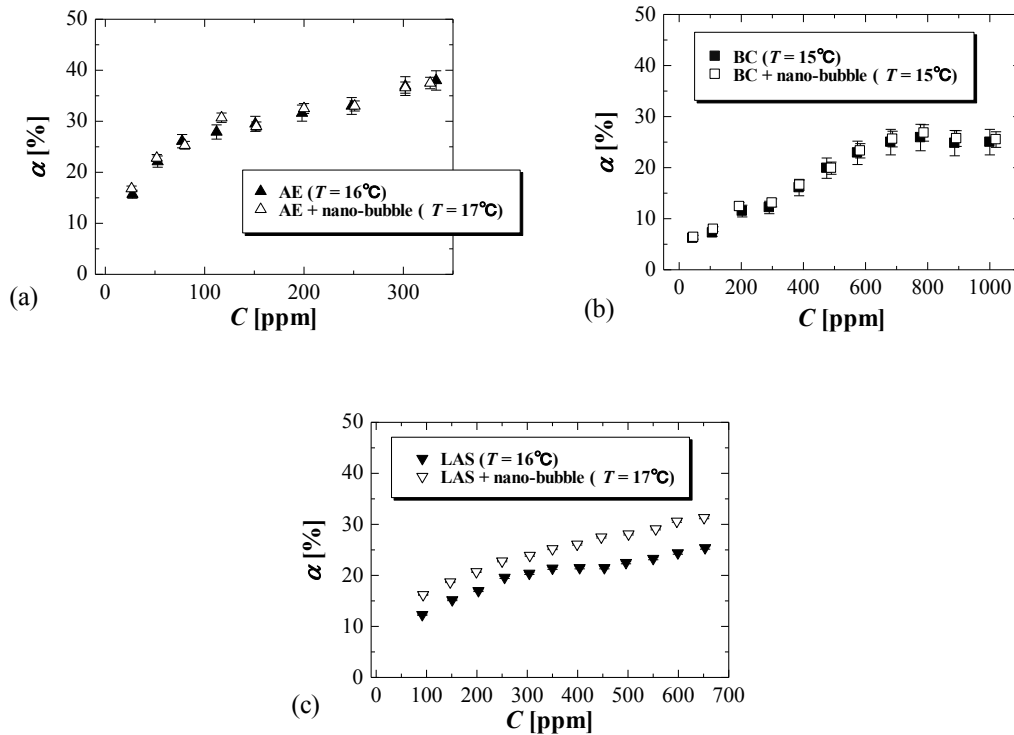 50
40
30
20
10
0
α [%]
AE (T = 16℃)
AE + nano-bubble ( T = 17℃)
0 100 200 300
C [ppm]
(a)
50
40
30
20
10
0
α [%]
BC (T = 15℃)
BC + nano-bubble ( T = 15℃)
0 200 400 600 800 1000
C [ppm]
(b)
50
40
30
20
10
0
α [%]
LAS (T = 16℃)
LAS + nano-bubble ( T = 17℃)
0 100 200 300 400 500 600 700
C [ppm]
(c)